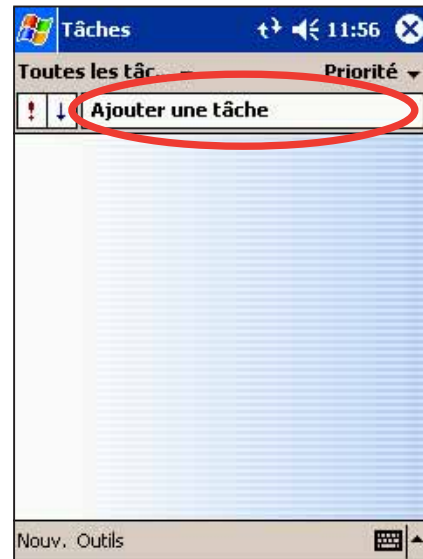 Tâches 11:56
Toutes les tâc... Priorité
! ↓ Ajouter une tâche
Nouv. Outils